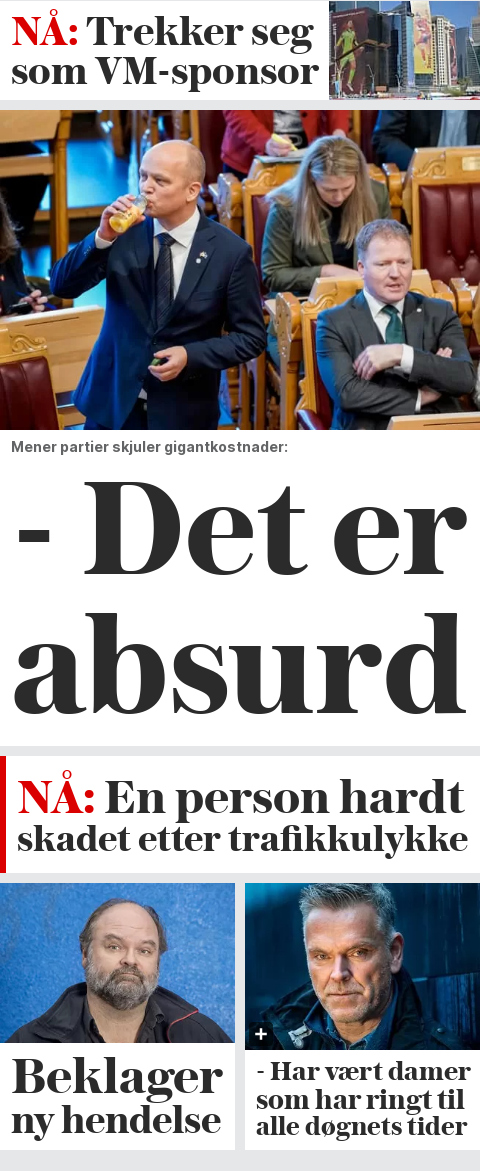 NÅ: Trekker seg
som VM-sponsor
Mener partier skjuler gigantkostnader:
- Det er
absurd
NÅ: En person hardt
skadet etter trafikkulykke
Beklager
ny hendelse
- Har vært damer
som har ringt til
alle døgnets tider